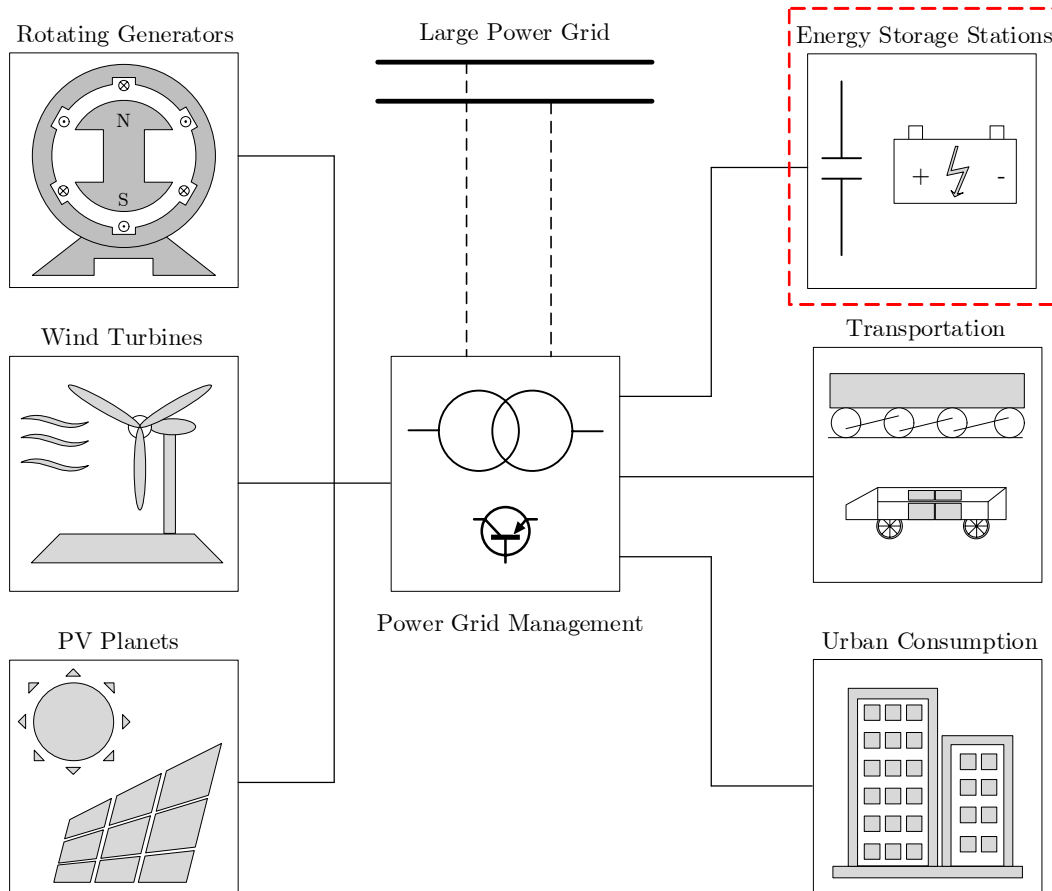 Rotating Generators
Large Power Grid
Energy Storage Stations
N
S
+ -
Wind Turbines
Transportation
Power Grid Management
PV Planets
Urban Consumption